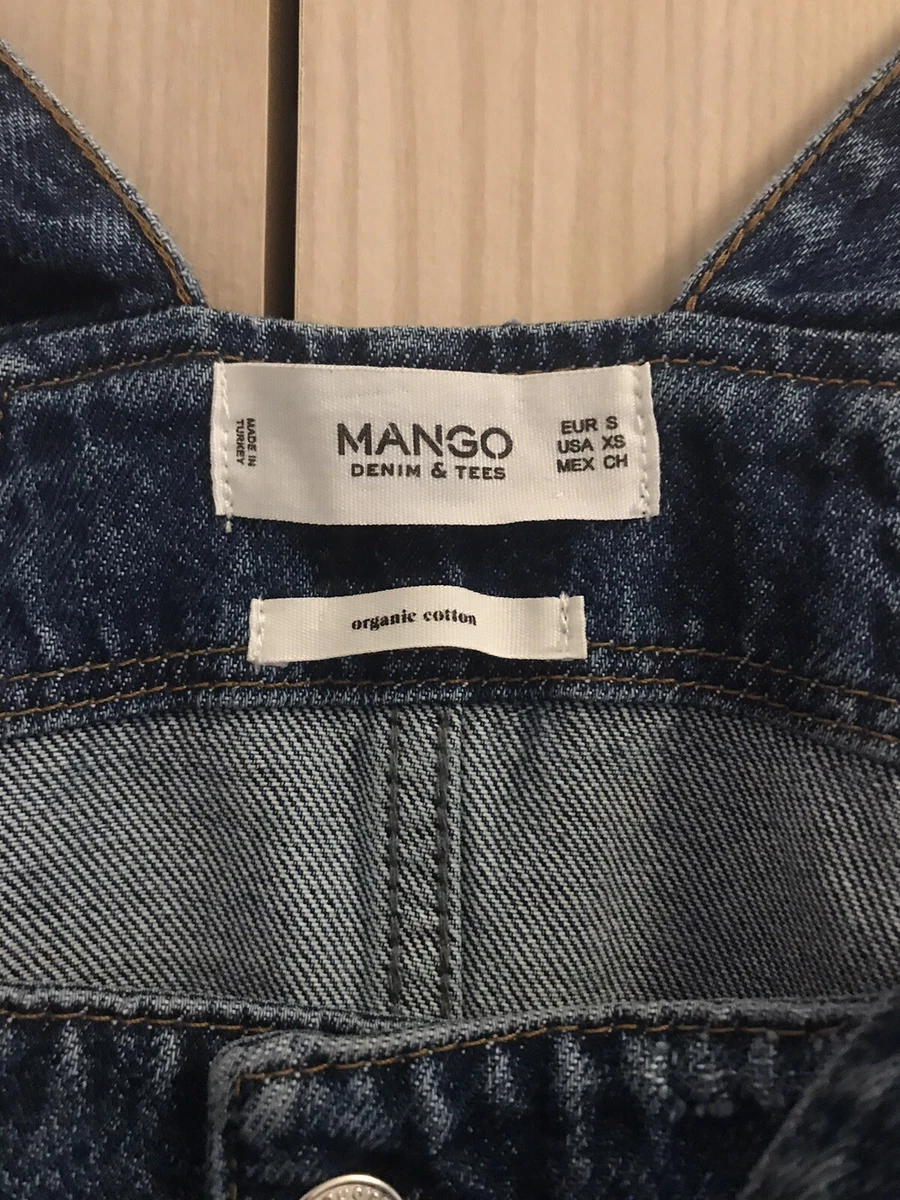 MADE IN
TURKEY
MANGO
DENIM & TEES
EUR S
USA XS
MEX CH
organic cotton